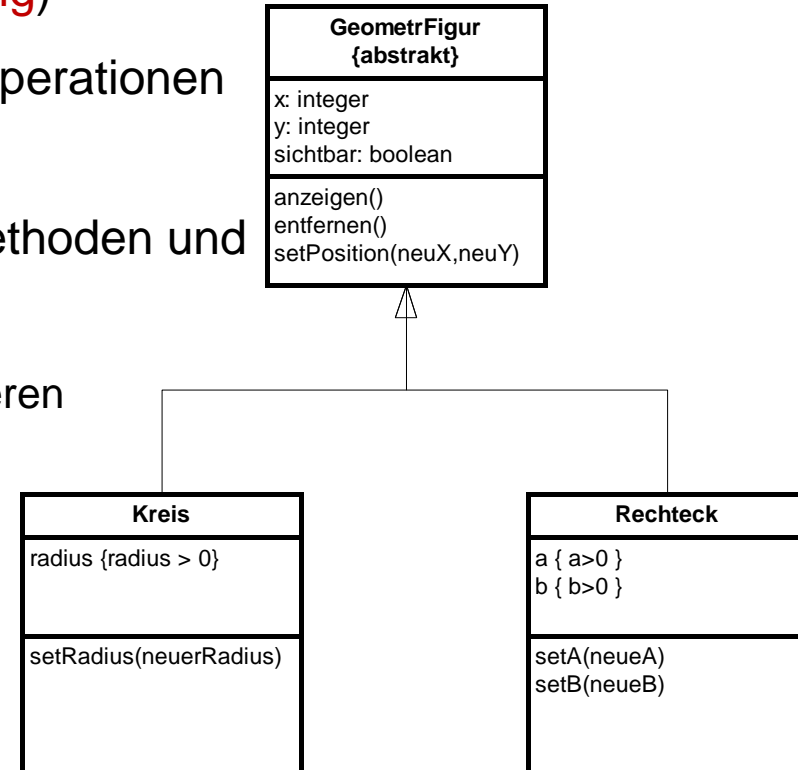 ng)
perationen
ethoden und
eren
GeometrFigur
{abstrakt}
x: integer
y: integer
sichtbar: boolean
anzeigen()
entfernen()
setPosition(neuX,neuY)
Kreis
radius {radius > 0}
setRadius(neuerRadius)
Rechteck
a { a>0 }
b { b>0 }
setA(neueA)
setB(neueB)